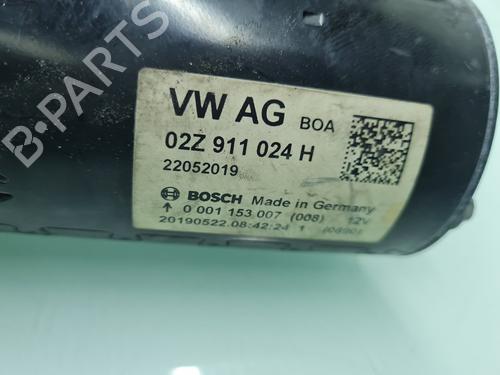 VW AG BOA
02Z 911 024 H
22052019
BOSCH Made in Germany
↑ 0 001 153 007 (008) 12V
20190522.08:42:24 1 (0890)
B-PARTS